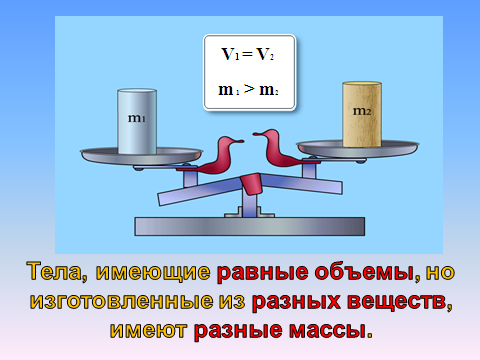 V₁ = V₂
m₁ > m₂
m₁
m₂
Тела, имеющие равные объемы, но
изготовленные из разных веществ,
имеют разные массы.